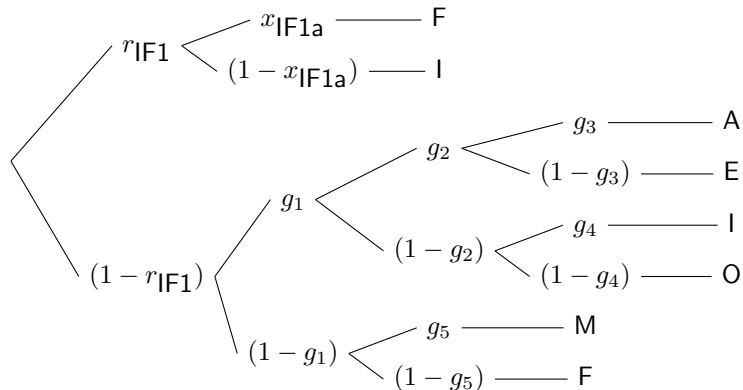 r_IF1 x_IF1a F
(1 − x_IF1a) I
(1 − r_IF1) g_1 g_2 g_3 A
(1 − g_3) E
(1 − g_2) g_4 I
(1 − g_4) O
(1 − g_1) g_5 M
(1 − g_5) F